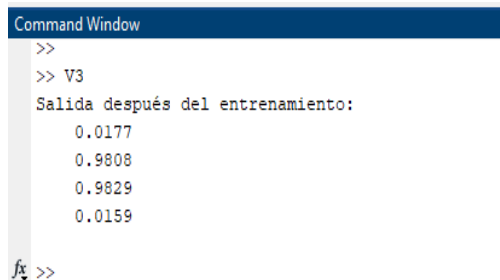 Command Window
>>
>> V3
Salida después del entrenamiento:
0.0177
0.9808
0.9829
0.0159
fx >>